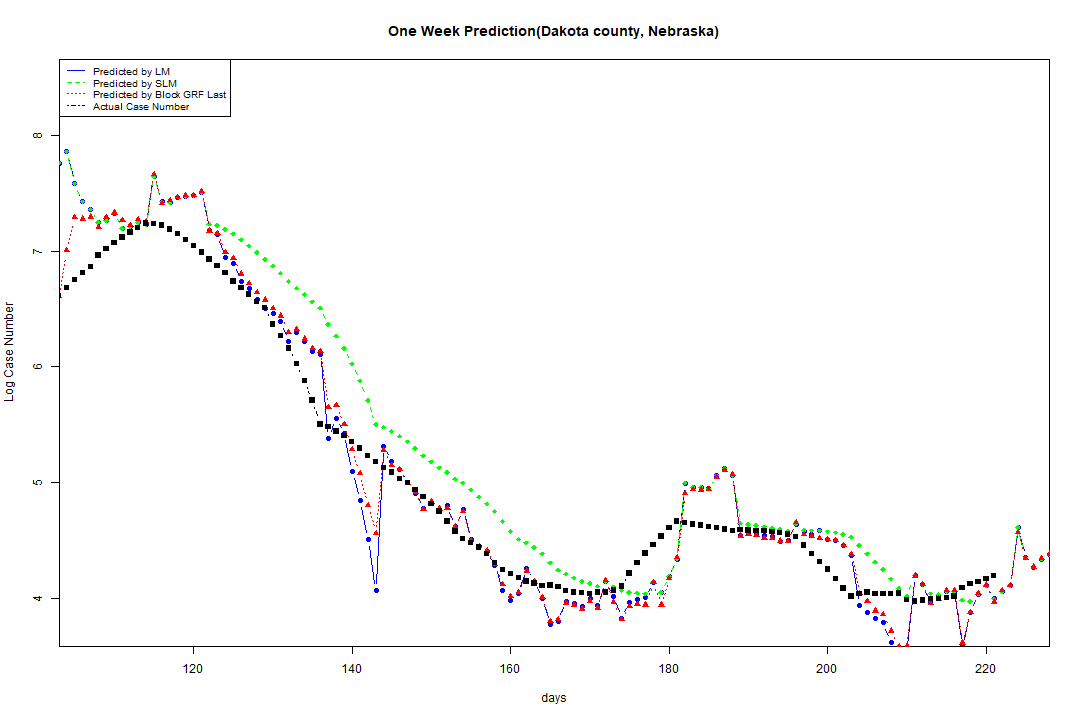 One Week Prediction(Dakota county, Nebraska)
Predicted by LM
Predicted by SLM
Predicted by Block GRF Last
Actual Case Number
8
7
6
5
4
Log Case Number
120 140 160 180 200 220
days